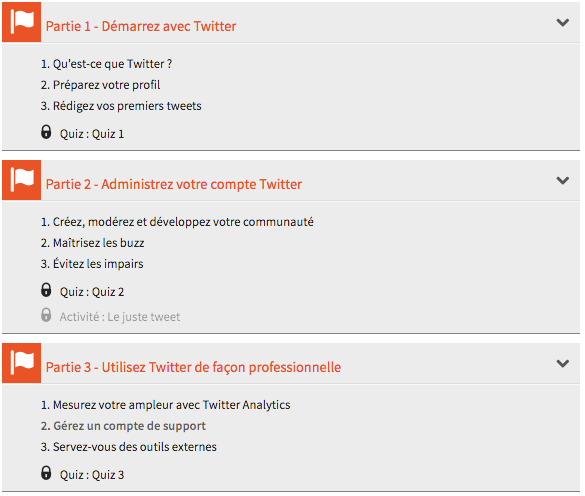 Partie 1 - Démarrez avec Twitter
1. Qu'est-ce que Twitter ?
2. Préparez votre profil
3. Rédigez vos premiers tweets
Quiz : Quiz 1
Partie 2 - Administrez votre compte Twitter
1. Créez, modérez et développez votre communauté
2. Maîtrisez les buzz
3. Évitez les impairs
Quiz : Quiz 2
Activité : Le juste tweet
Partie 3 - Utilisez Twitter de façon professionnelle
1. Mesurez votre ampleur avec Twitter Analytics
2. Gérez un compte de support
3. Servez-vous des outils externes
Quiz : Quiz 3